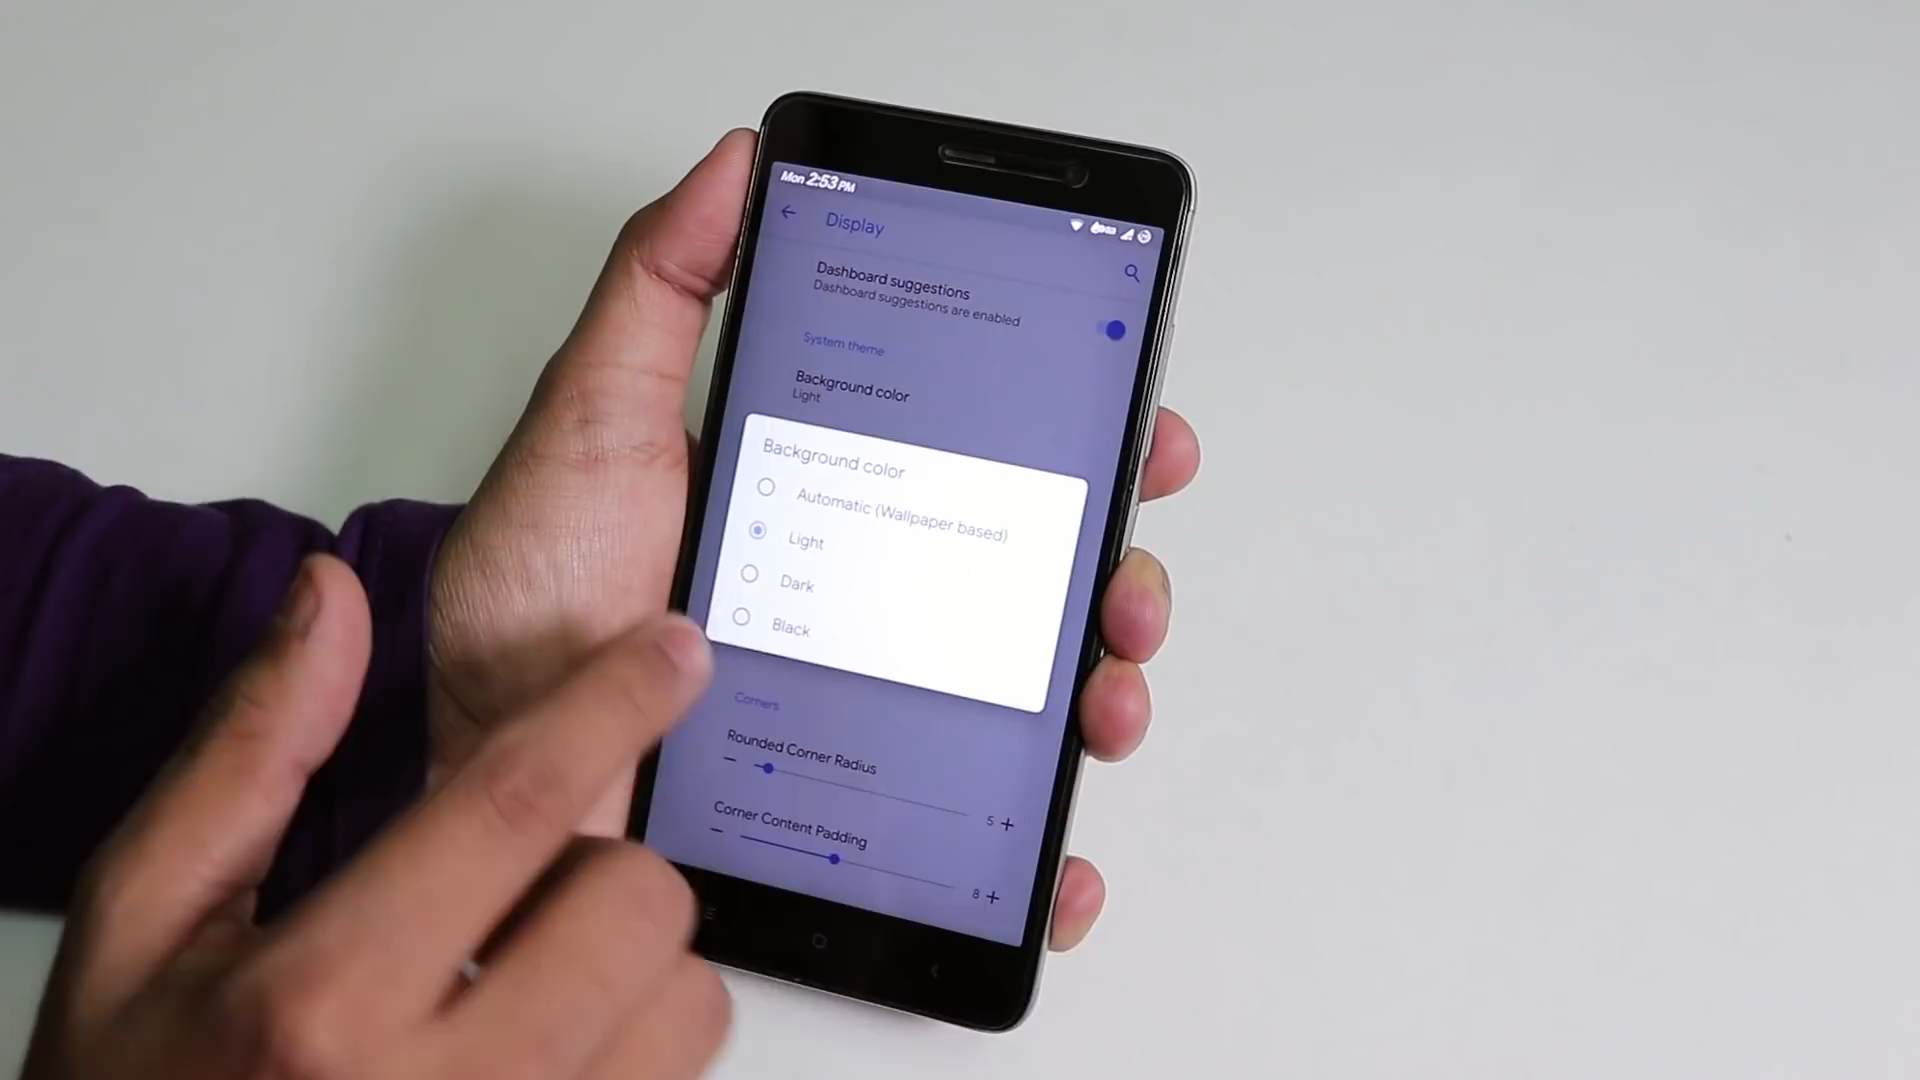 Mon 2:53 PM
Display
Dashboard suggestions
Dashboard suggestions are enabled
System theme
Background color
Light
Background color
Automatic (Wallpaper based)
Light
Dark
Black
Corners
Rounded Corner Radius
5
Corner Content Padding
8